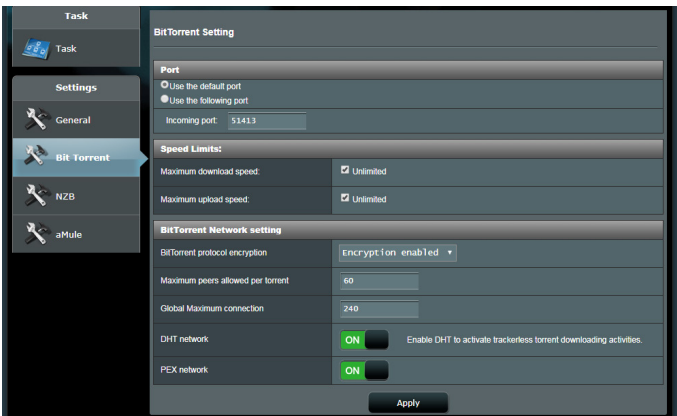 Task
Task
Settings
General
Bit Torrent
NZB
aMule
BitTorrent Setting
Port
Use the default port
Use the following port
Incoming port: 51413
Speed Limits:
Maximum download speed: Unlimited
Maximum upload speed: Unlimited
BitTorrent Network setting
BitTorrent protocol encryption Encryption enabled
Maximum peers allowed per torrent 60
Global Maximum connection 240
DHT network ON Enable DHT to activate trackerless torrent downloading activities.
PEX network ON
Apply